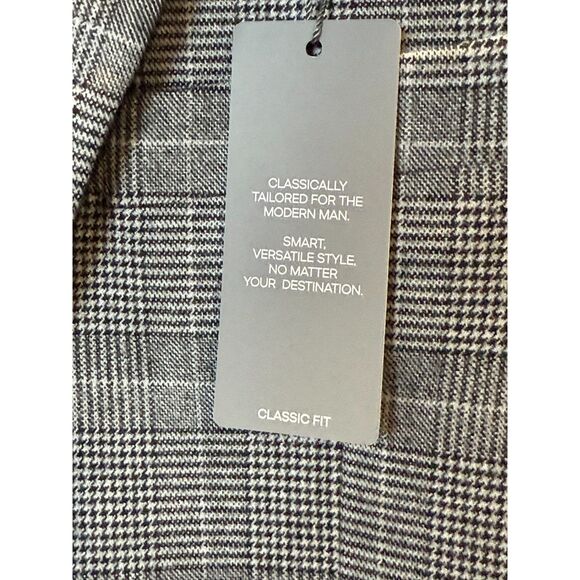 CLASSICALLY
TAILORED FOR THE
MODERN MAN.
SMART,
VERSATILE STYLE,
NO MATTER
YOUR DESTINATION.
CLASSIC FIT